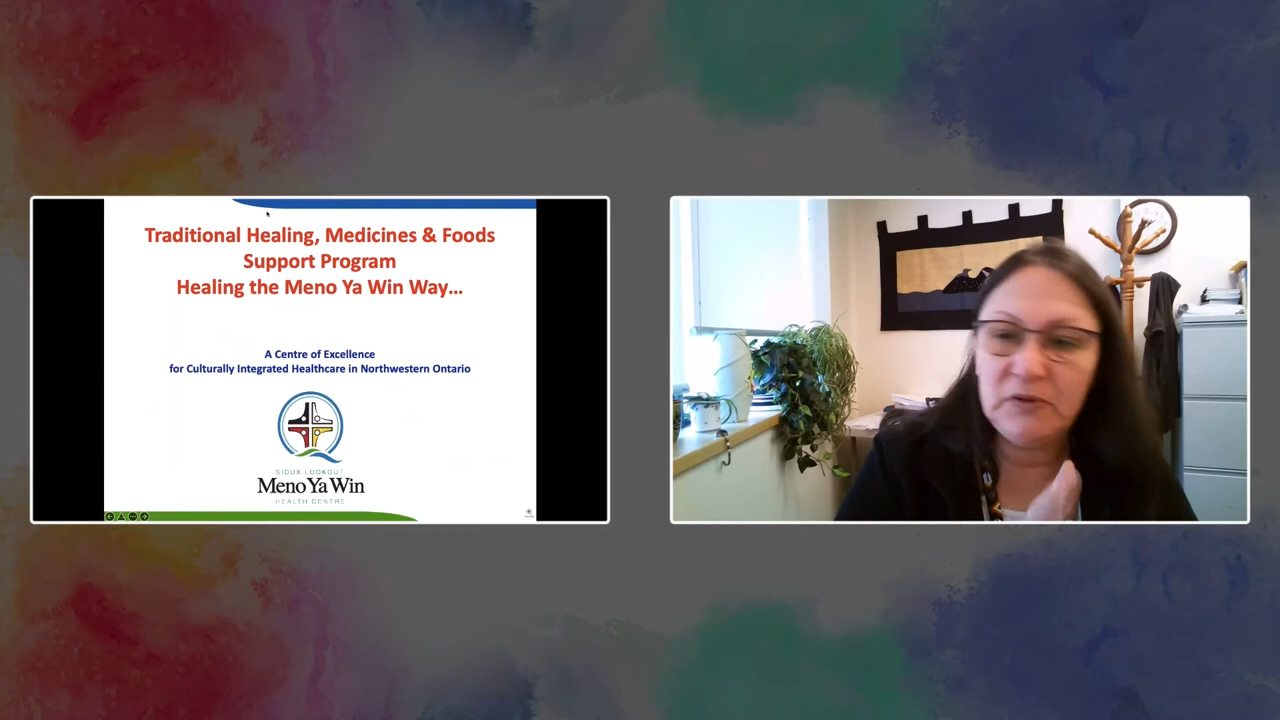 Traditional Healing, Medicines & Foods
Support Program
Healing the Meno Ya Win Way...
A Centre of Excellence
for Culturally Integrated Healthcare in Northwestern Ontario
SIOUX LOOKOUT
Meno Ya Win
HEALTH CENTRE